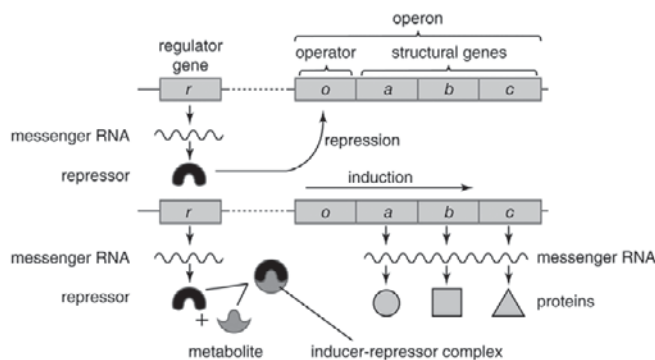 operon
regulator
gene
operator
structural genes
r
o
a
b
c
messenger RNA
repression
repressor
induction
r
o
a
b
c
messenger RNA
messenger RNA
repressor
proteins
+
metabolite
inducer-repressor complex